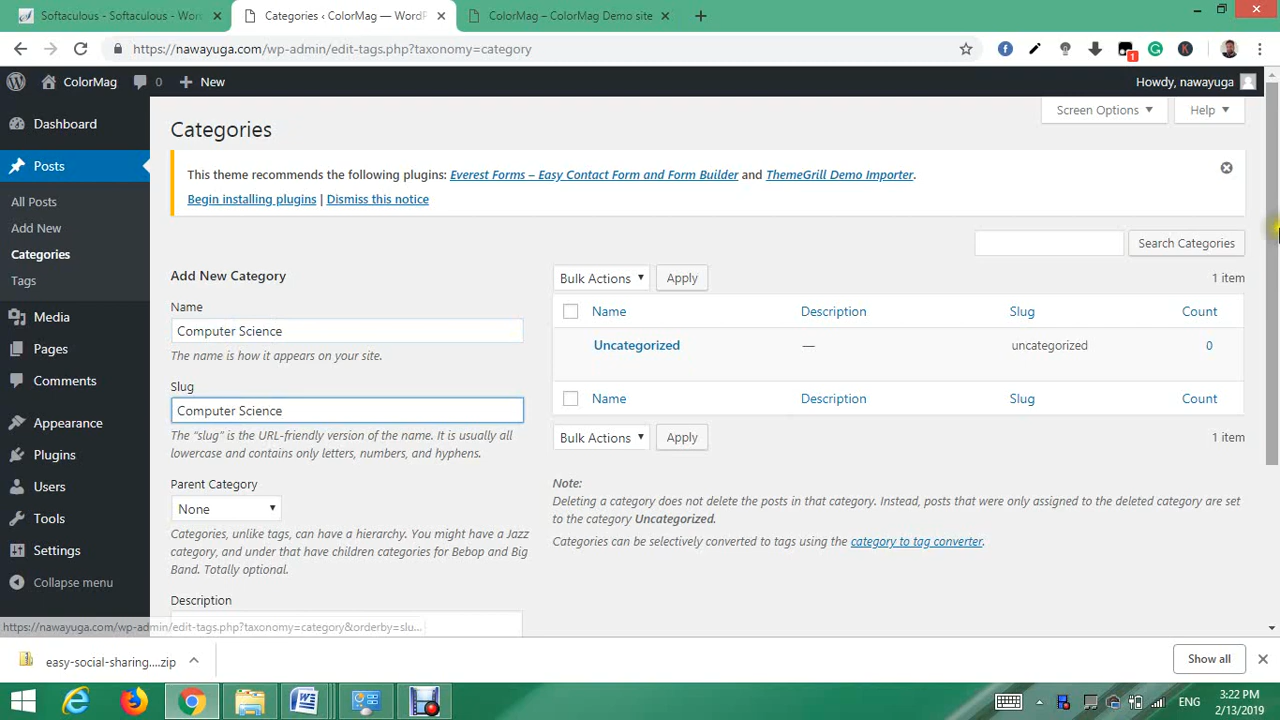 Softaculous - Softaculous - Wor
Categories ‹ ColorMag — WordP
ColorMag – ColorMag Demo site
https://nawayuga.com/wp-admin/edit-tags.php?taxonomy=category
1
ColorMag
0
New
Howdy, nawayuga
Dashboard
Posts
All Posts
Add New
Categories
Tags
Media
Pages
Comments
Appearance
Plugins
Users
Tools
Settings
Collapse menu
Screen Options
Help
Categories
This theme recommends the following plugins: Everest Forms – Easy Contact Form and Form Builder and ThemeGrill Demo Importer.
Begin installing plugins | Dismiss this notice
Search Categories
Add New Category
Name
Computer Science
The name is how it appears on your site.
Slug
Computer Science
The “slug” is the URL-friendly version of the name. It is usually all
lowercase and contains only letters, numbers, and hyphens.
Parent Category
None
Categories, unlike tags, can have a hierarchy. You might have a Jazz
category, and under that have children categories for Bebop and Big
Band. Totally optional.
Description
Bulk Actions
Apply
1 item
Name Description Slug Count
Uncategorized — uncategorized 0
Name Description Slug Count
Bulk Actions
Apply
1 item
Note:
Deleting a category does not delete the posts in that category. Instead, posts that were only assigned to the deleted category are set
to the category Uncategorized.
Categories can be selectively converted to tags using the category to tag converter.
https://nawayuga.com/wp-admin/edit-tags.php?taxonomy=category&orderby=slu...
easy-social-sharing....zip
Show all
ENG
3:22 PM
2/13/2019